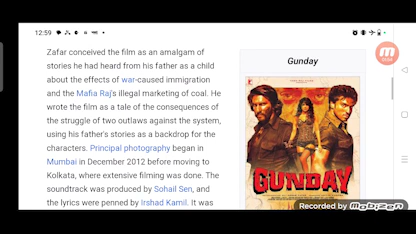 12:59
Zafar conceived the film as an amalgam of
stories he had heard from his father as a child
about the effects of war-caused immigration
and the Mafia Raj's illegal marketing of coal. He
wrote the film as a tale of the consequences of
the struggle of two outlaws against the system,
using his father's stories as a backdrop for the
characters. Principal photography began in
Mumbai in December 2012 before moving to
Kolkata, where extensive filming was done. The
soundtrack was produced by Sohail Sen, and
the lyrics were penned by Irshad Kamil. It was
Gunday
GUNDAY
Recorded by MOBIZEN